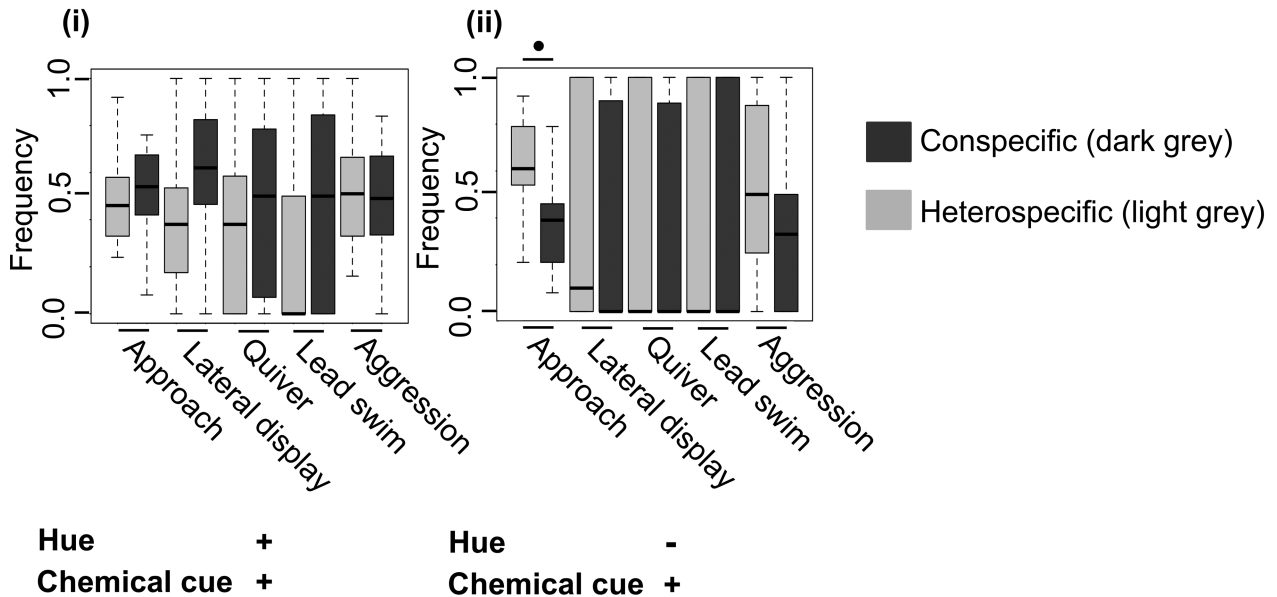 (i)
Frequency
1.0
0.5
0.0
Approach
Lateral display
Quiver
Lead swim
Aggression
Hue +
Chemical cue +
(ii)
Frequency
1.0
0.5
0.0
Approach
Lateral display
Quiver
Lead swim
Aggression
Hue -
Chemical cue +
Conspecific (dark grey)
Heterospecific (light grey)